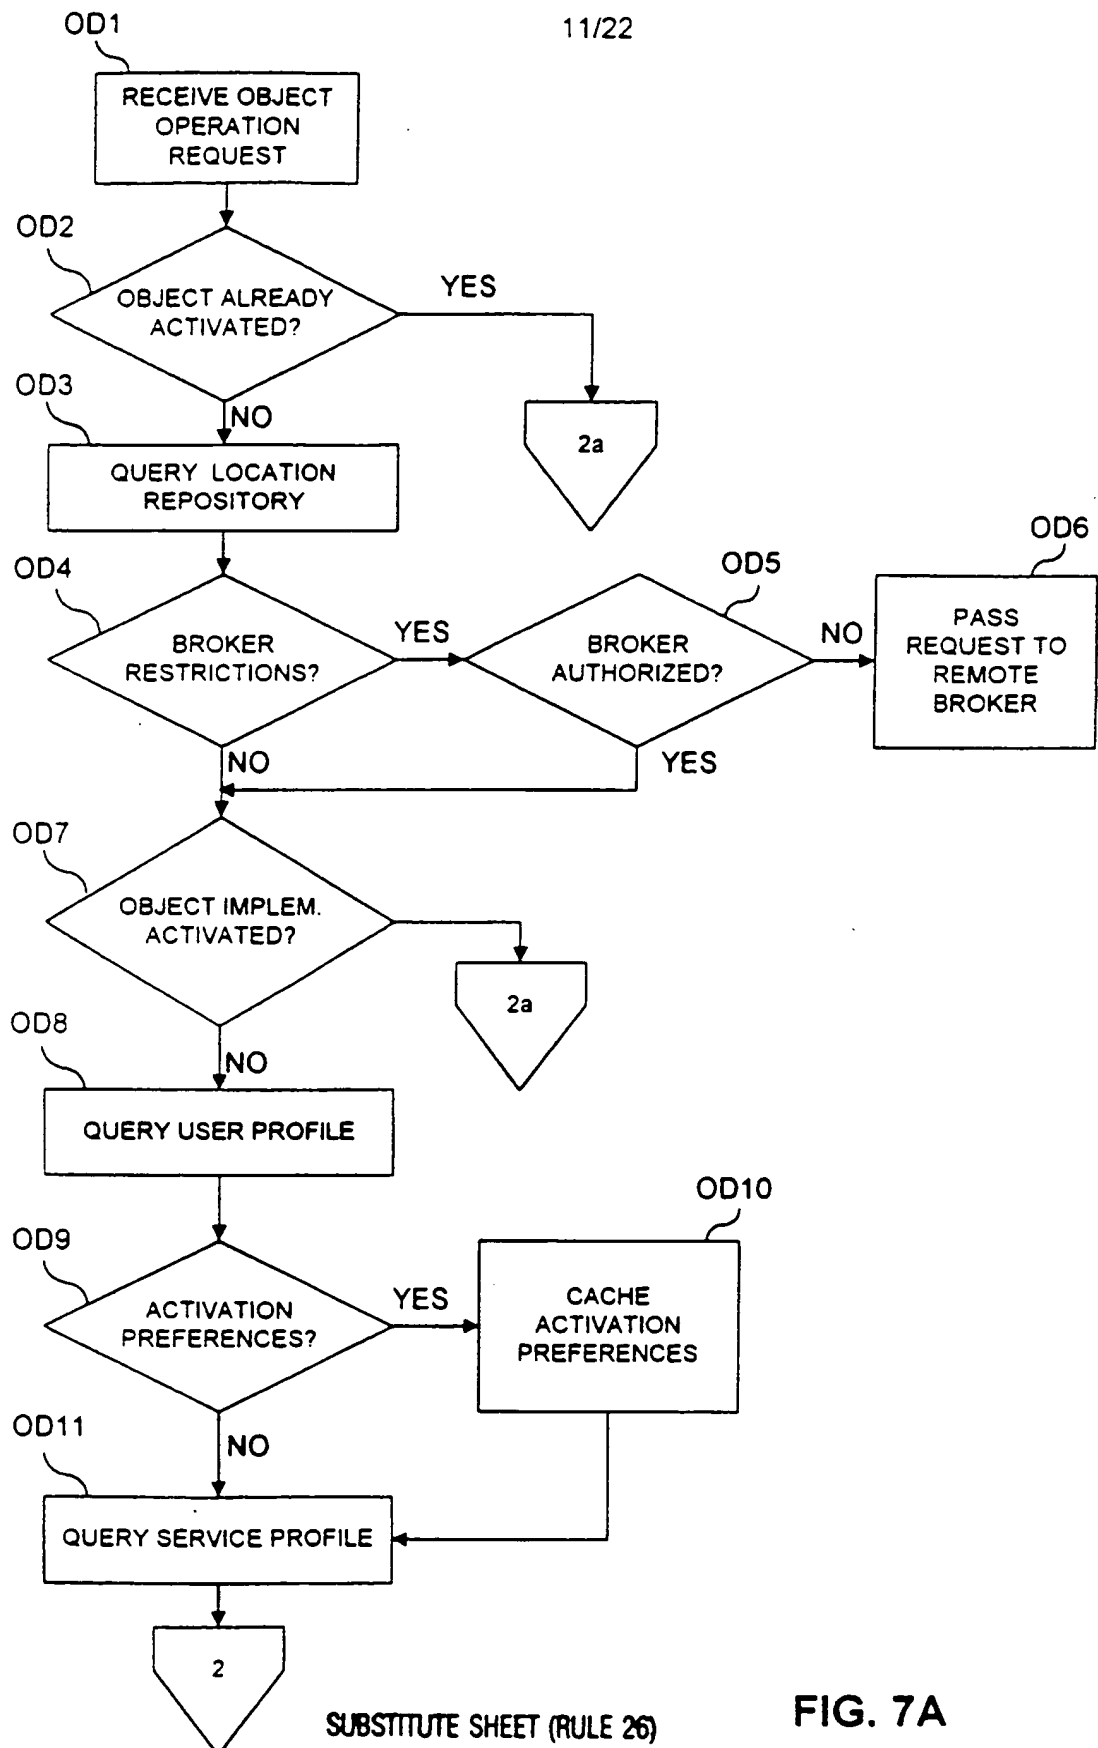 11/22
OD1
RECEIVE OBJECT
OPERATION
REQUEST
OD2
OBJECT ALREADY
ACTIVATED?
YES
2a
NO
OD3
QUERY LOCATION
REPOSITORY
OD4
BROKER
RESTRICTIONS?
YES
OD5
BROKER
AUTHORIZED?
NO
OD6
PASS
REQUEST TO
REMOTE
BROKER
NO
YES
OD7
OBJECT IMPLEM.
ACTIVATED?
2a
NO
OD8
QUERY USER PROFILE
OD9
ACTIVATION
PREFERENCES?
YES
OD10
CACHE
ACTIVATION
PREFERENCES
NO
OD11
QUERY SERVICE PROFILE
2
SUBSTITUTE SHEET (RULE 26)
FIG. 7A